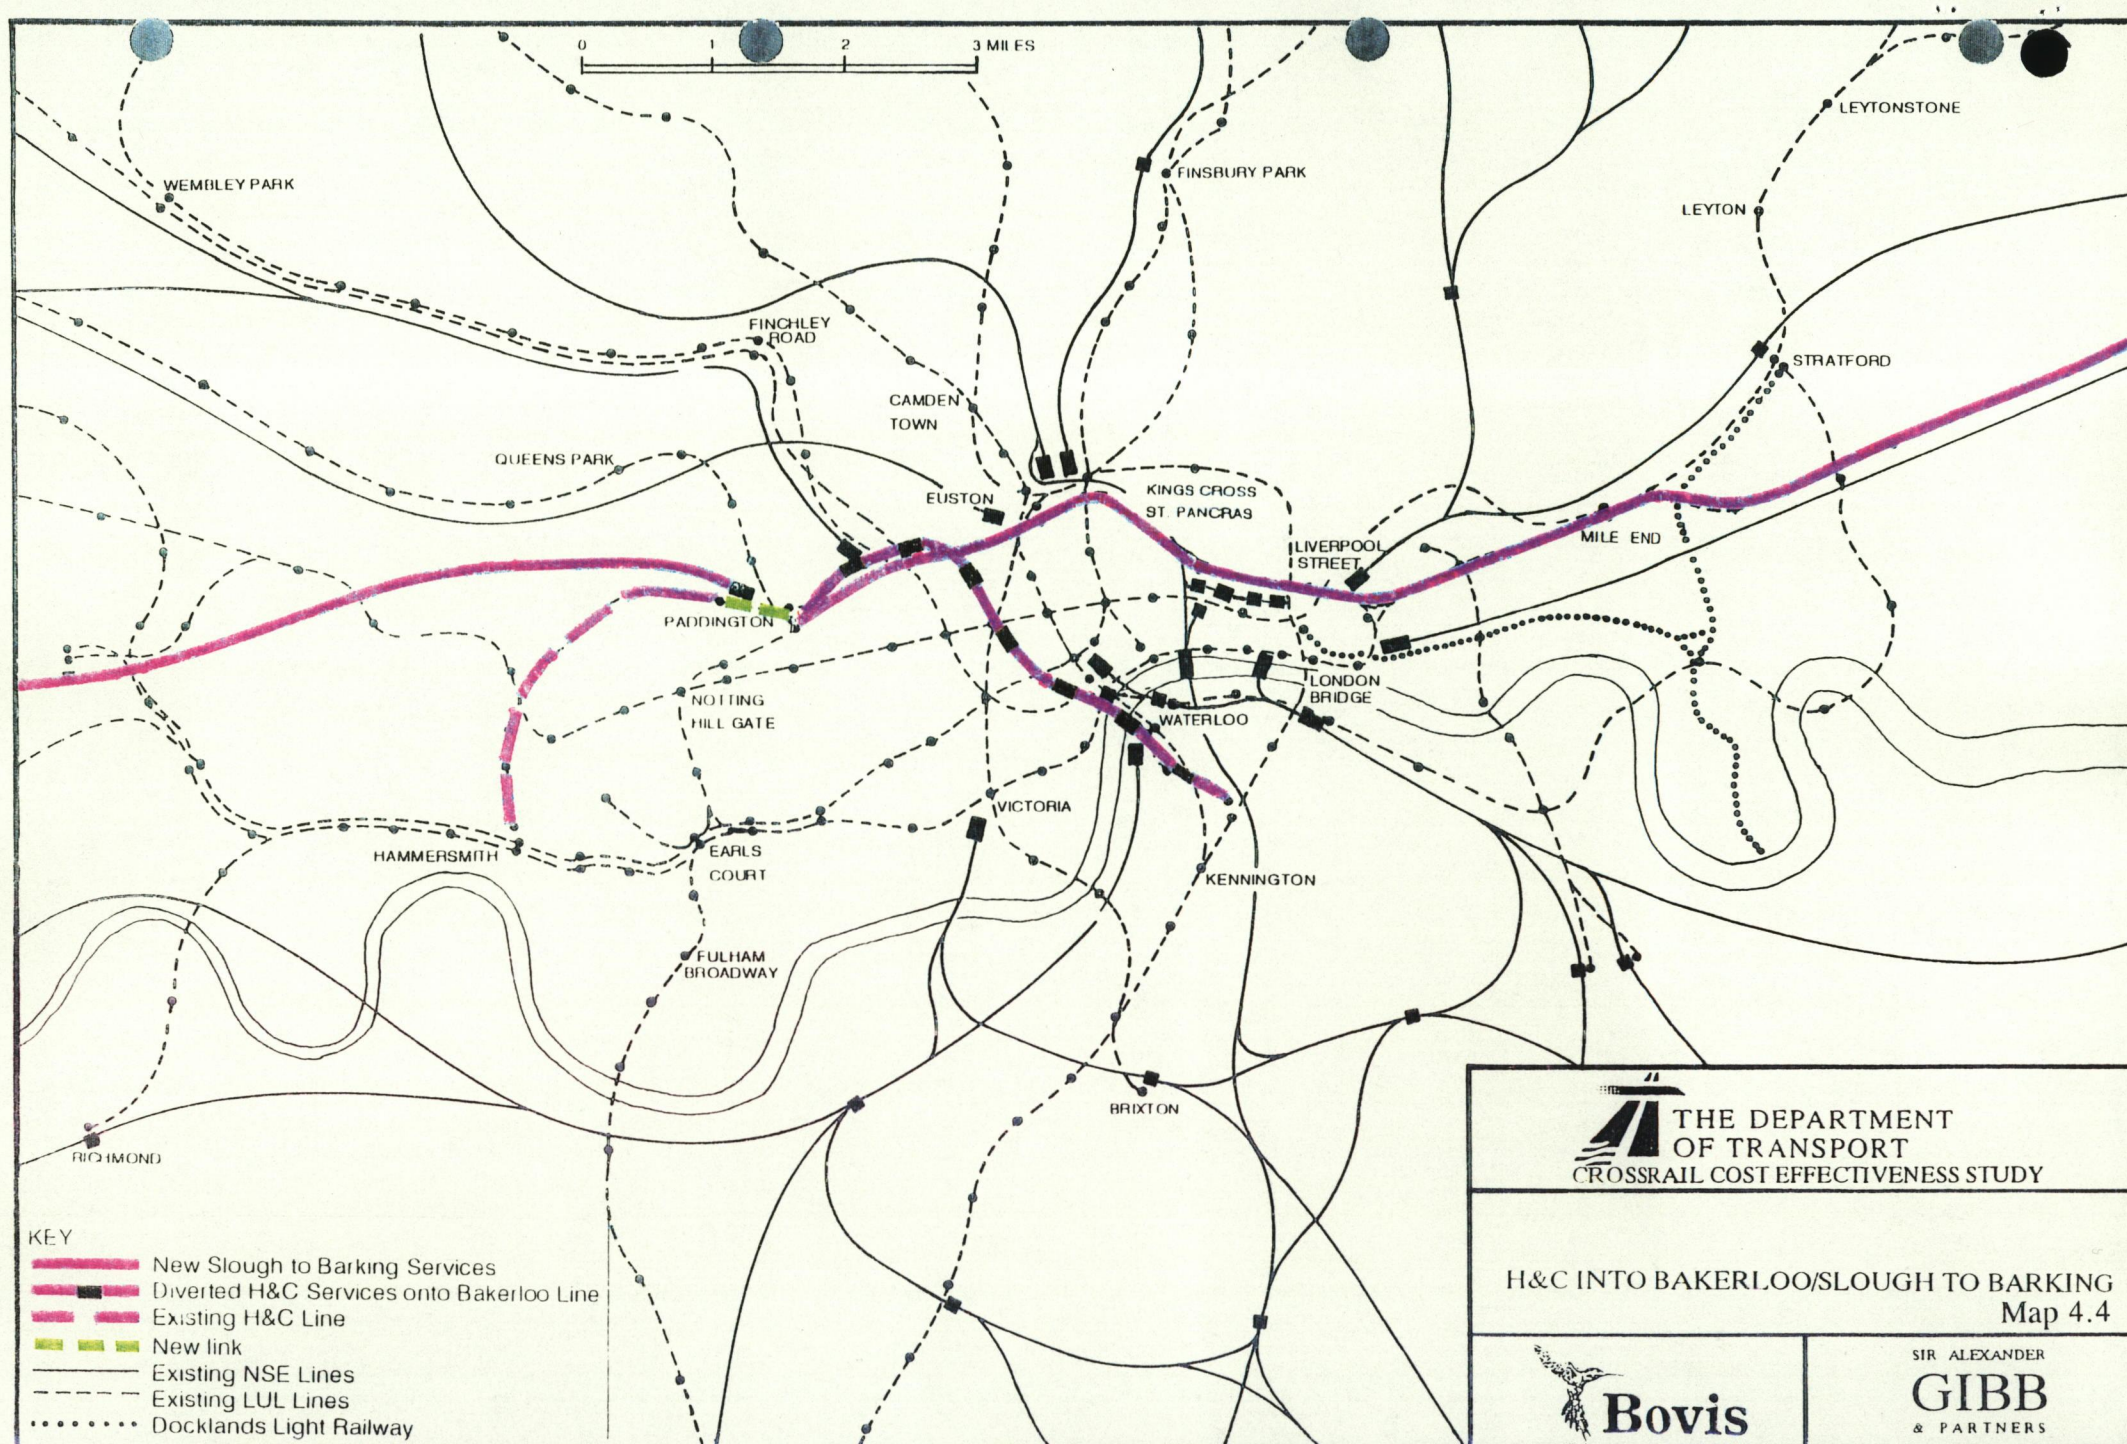 0 1 2 3 MILES
LEYTONSTONE
WEMBLEY PARK
FINSBURY PARK
LEYTON
FINCHLEY
ROAD
STRATFORD
CAMDEN
TOWN
QUEENS PARK
EUSTON
KINGS CROSS
ST. PANCRAS
MILE END
LIVERPOOL
STREET
PADDINGTON
NOTTING
HILL GATE
LONDON
BRIDGE
WATERLOO
VICTORIA
HAMMERSMITH
EARLS
COURT
KENNINGTON
FULHAM
BROADWAY
BRIXTON
RICHMOND
KEY
New Slough to Barking Services
Diverted H&C Services onto Bakerloo Line
Existing H&C Line
New link
Existing NSE Lines
Existing LUL Lines
Docklands Light Railway
THE DEPARTMENT
OF TRANSPORT
CROSSRAIL COST EFFECTIVENESS STUDY
H&C INTO BAKERLOO/SLOUGH TO BARKING
Map 4.4
Bovis
SIR ALEXANDER
GIBB
& PARTNERS